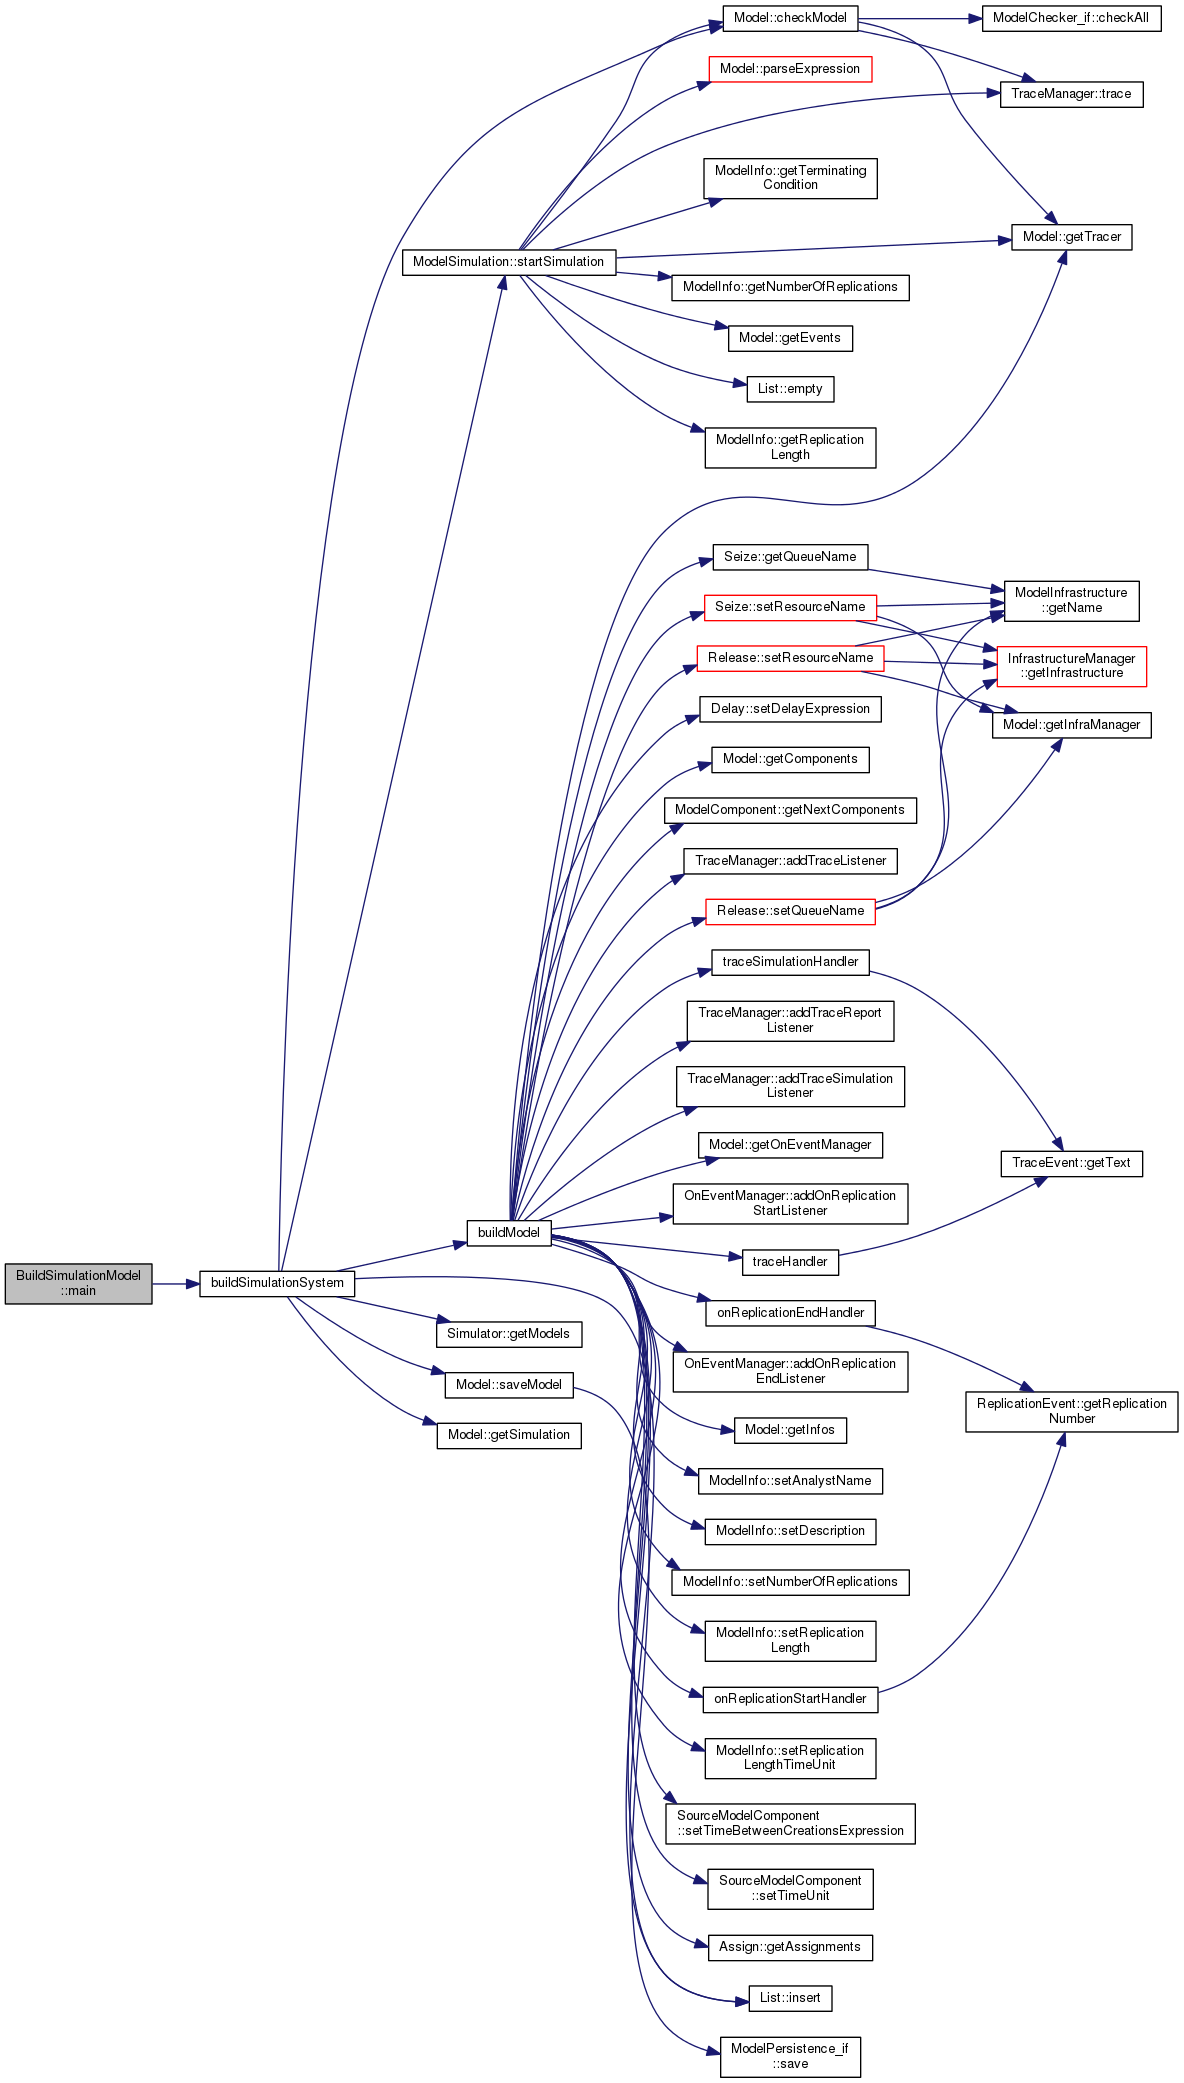 Model::checkModel
ModelChecker_if::checkAll
Model::parseExpression
TraceManager::trace
ModelInfo::getTerminating
Condition
Model::getTracer
ModelSimulation::startSimulation
ModelInfo::getNumberOfReplications
Model::getEvents
List::empty
ModelInfo::getReplication
Length
Seize::getQueueName
ModelInfrastructure
::getName
Seize::setResourceName
Release::setResourceName
InfrastructureManager
::getInfrastructure
Delay::setDelayExpression
Model::getInfraManager
Model::getComponents
ModelComponent::getNextComponents
TraceManager::addTraceListener
Release::setQueueName
traceSimulationHandler
TraceManager::addTraceReport
Listener
TraceManager::addTraceSimulation
Listener
Model::getOnEventManager
TraceEvent::getText
OnEventManager::addOnReplication
StartListener
buildModel
traceHandler
BuildSimulationModel
::main
buildSimulationSystem
onReplicationEndHandler
Simulator::getModels
OnEventManager::addOnReplication
EndListener
Model::saveModel
ReplicationEvent::getReplication
Number
Model::getInfos
Model::getSimulation
ModelInfo::setAnalystName
ModelInfo::setDescription
ModelInfo::setNumberOfReplications
ModelInfo::setReplication
Length
onReplicationStartHandler
ModelInfo::setReplication
LengthTimeUnit
SourceModelComponent
::setTimeBetweenCreationsExpression
SourceModelComponent
::setTimeUnit
Assign::getAssignments
List::insert
ModelPersistence_if
::save